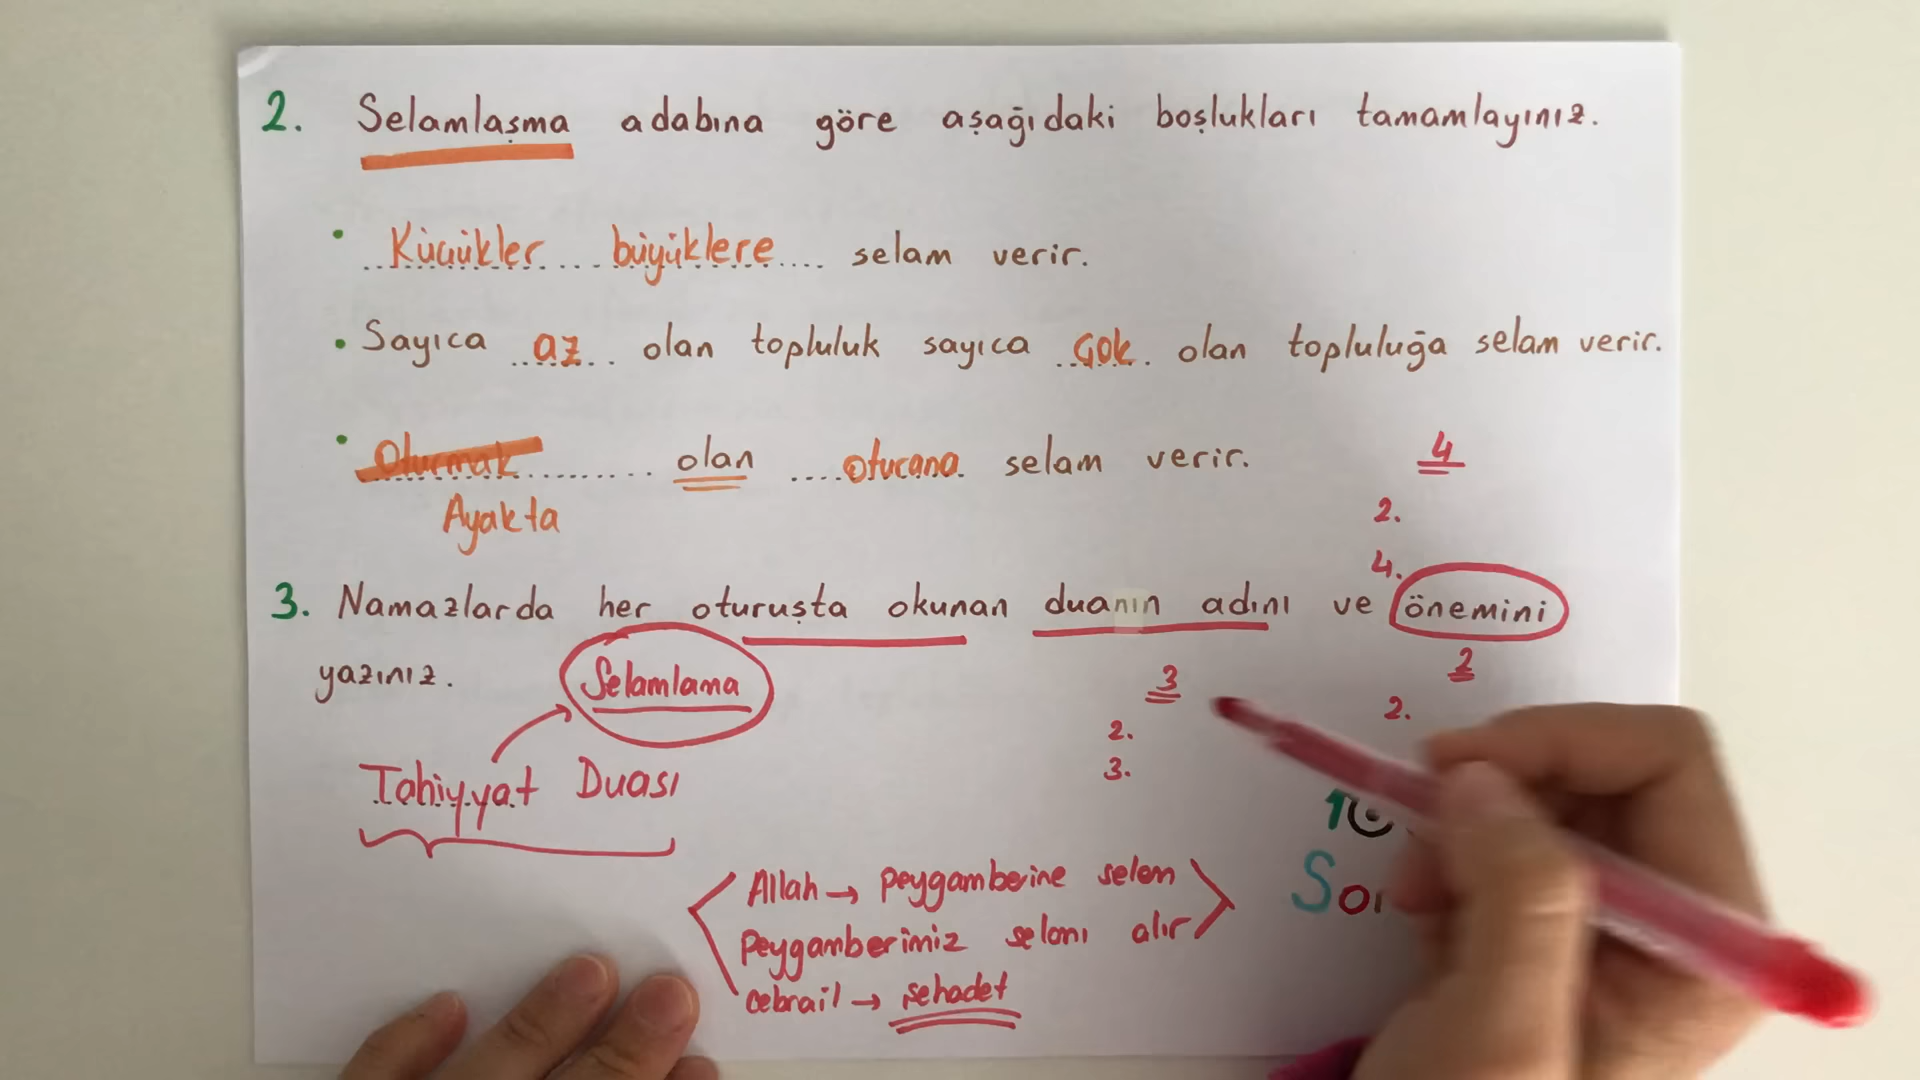 2. Selamlaşma adabına göre aşağıdaki boşlukları tamamlayınız.
• Küçükler büyüklere selam verir.
• Sayıca az olan topluluk sayıca çok olan topluluğa selam verir.
• Oturmak olan oturana selam verir.
Ayakta
4
2.
4.
3. Namazlarda her oturuşta okunan duanın adını ve önemini
yazınız.
Selamlama
3
2.
3.
2
2.
Tahiyyat Duası
Allah → peygamberine selam
peygamberimiz selamı alır
cebrail → şehadet
10